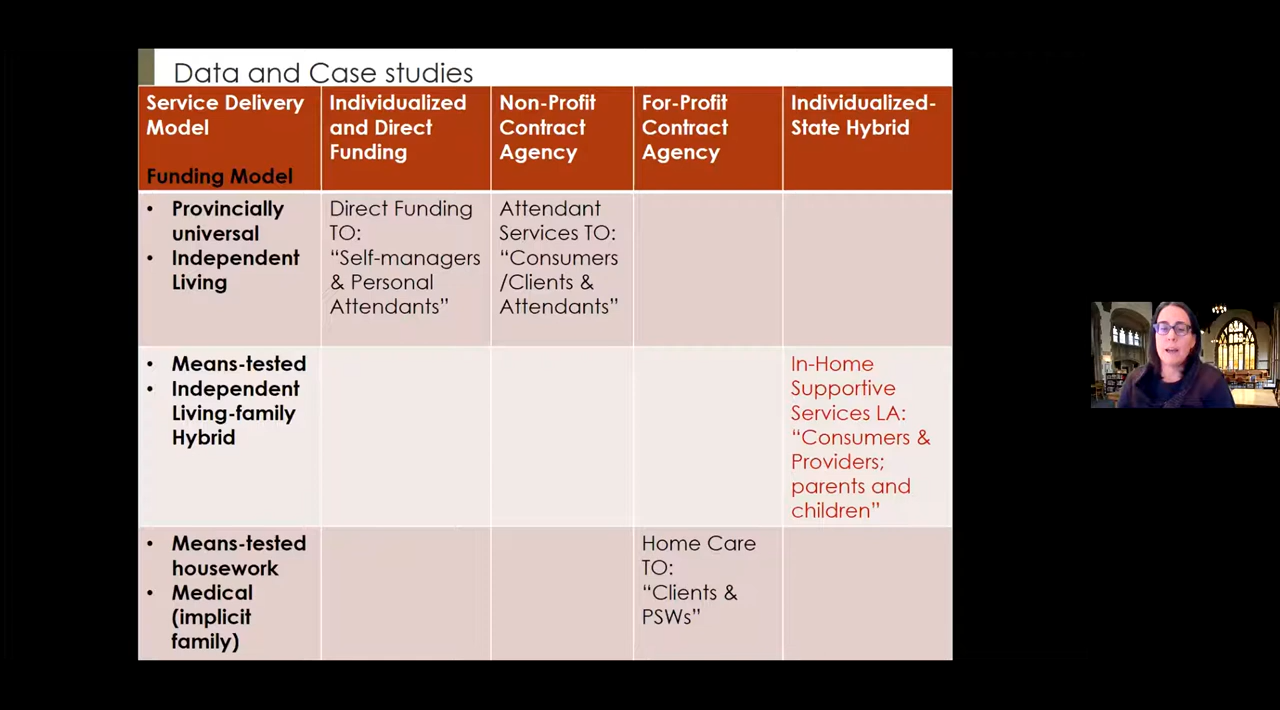 Data and Case studies
Service Delivery
Model
Funding Model
Individualized
and Direct
Funding
Non-Profit
Contract
Agency
For-Profit
Contract
Agency
Individualized-
State Hybrid
• Provincially
universal
• Independent
Living
Direct Funding
TO:
“Self-managers
& Personal
Attendants”
Attendant
Services TO:
“Consumers
/Clients &
Attendants”
• Means-tested
• Independent
Living-family
Hybrid
In-Home
Supportive
Services LA:
“Consumers &
Providers;
parents and
children”
• Means-tested
housework
• Medical
(implicit
family)
Home Care
TO:
“Clients &
PSWs”